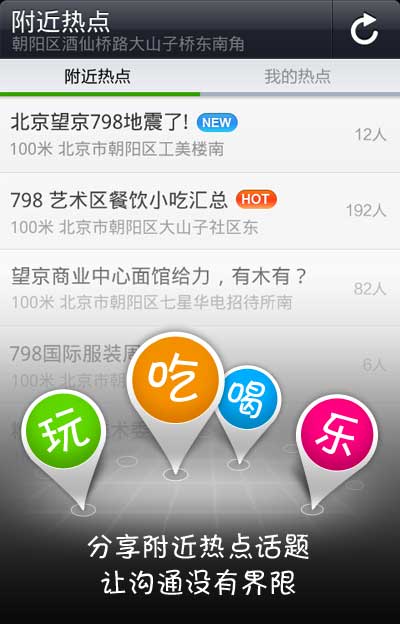 附近热点
朝阳区酒仙桥路大山子桥东南角
附近热点
我的热点
北京望京798地震了! NEW
12人
100米 北京市朝阳区工美楼南
798 艺术区餐饮小吃汇总 HOT
192人
100米 北京市朝阳区大山子社区东
望京商业中心面馆给力，有木有？
82人
100米 北京市朝阳区七星华电招待所南
798国际服装周
6人
100米 北京市朝阳区
玩
吃
喝
乐
分享附近热点话题
让沟通没有界限